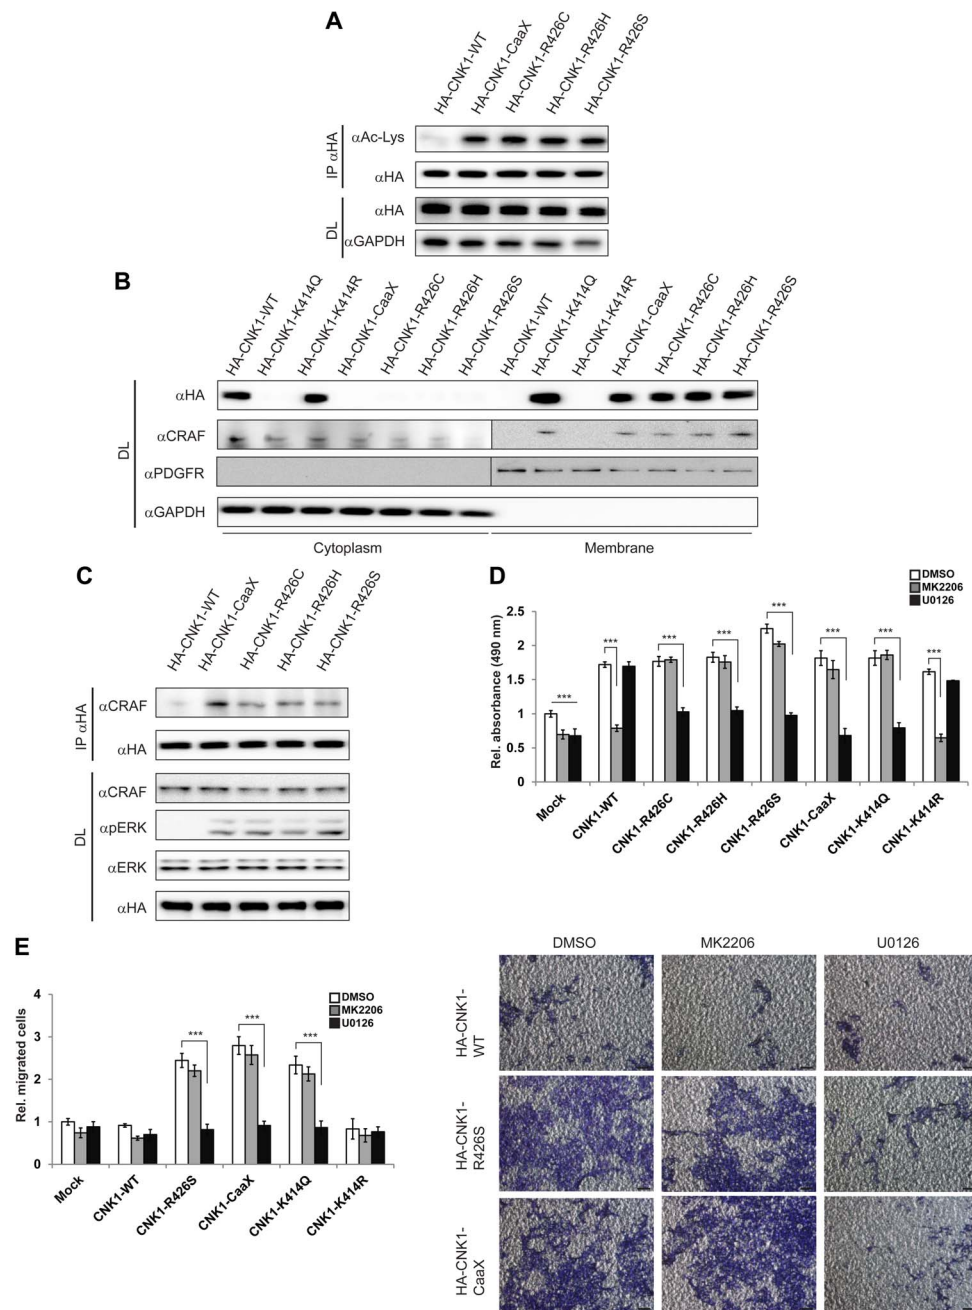 A
HA-CNK1-WT
HA-CNK1-CaaX
HA-CNK1-R426C
HA-CNK1-R426H
HA-CNK1-R426S
IP αHA
αAc-Lys
αHA
DL
αHA
αGAPDH
B
HA-CNK1-WT
HA-CNK1-K414Q
HA-CNK1-K414R
HA-CNK1-CaaX
HA-CNK1-R426C
HA-CNK1-R426H
HA-CNK1-R426S
HA-CNK1-WT
HA-CNK1-K414Q
HA-CNK1-K414R
HA-CNK1-CaaX
HA-CNK1-R426C
HA-CNK1-R426H
HA-CNK1-R426S
DL
αHA
αCRAF
αPDGFR
αGAPDH
Cytoplasm
Membrane
C
HA-CNK1-WT
HA-CNK1-CaaX
HA-CNK1-R426C
HA-CNK1-R426H
HA-CNK1-R426S
IP αHA
αCRAF
αHA
DL
αCRAF
αpERK
αERK
αHA
D
DMSO
MK2206
U0126
Rel. absorbance (490 nm)
2.5
2
1.5
1
0.5
0
***
***
***
***
***
***
***
***
Mock
CNK1-WT
CNK1-R426C
CNK1-R426H
CNK1-R426S
CNK1-CaaX
CNK1-K414Q
CNK1-K414R
E
DMSO
MK2206
U0126
Rel. migrated cells
4
3
2
1
0
***
***
***
Mock
CNK1-WT
CNK1-R426S
CNK1-CaaX
CNK1-K414Q
CNK1-K414R
DMSO
MK2206
U0126
HA-CNK1-
WT
HA-CNK1-
R426S
HA-CNK1-
CaaX